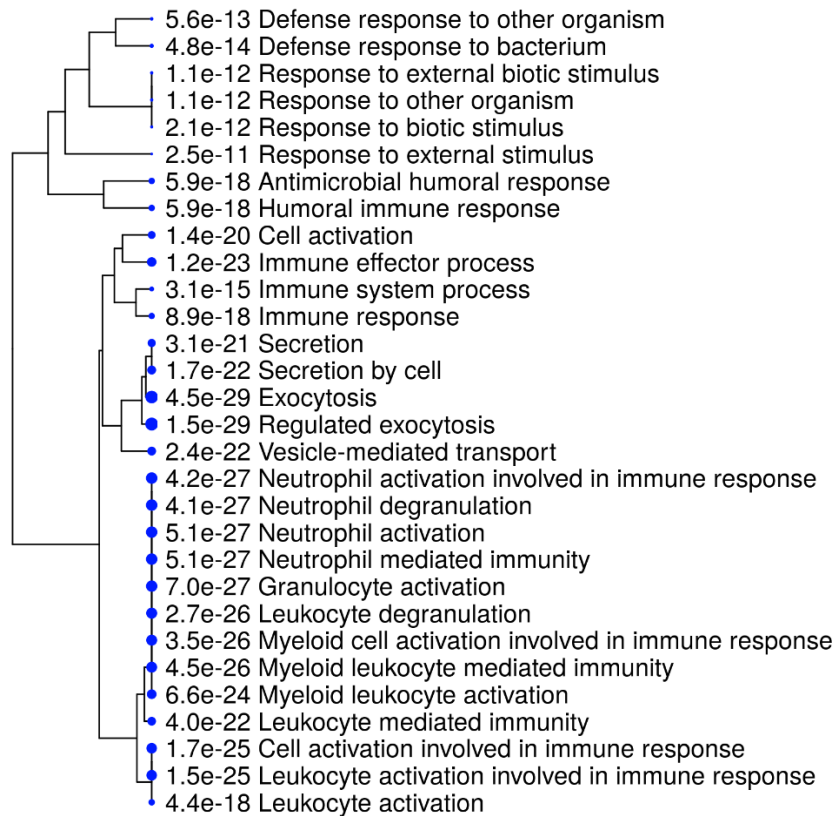 5.6e-13 Defense response to other organism
4.8e-14 Defense response to bacterium
1.1e-12 Response to external biotic stimulus
1.1e-12 Response to other organism
2.1e-12 Response to biotic stimulus
2.5e-11 Response to external stimulus
5.9e-18 Antimicrobial humoral response
5.9e-18 Humoral immune response
1.4e-20 Cell activation
1.2e-23 Immune effector process
3.1e-15 Immune system process
8.9e-18 Immune response
3.1e-21 Secretion
1.7e-22 Secretion by cell
4.5e-29 Exocytosis
1.5e-29 Regulated exocytosis
2.4e-22 Vesicle-mediated transport
4.2e-27 Neutrophil activation involved in immune response
4.1e-27 Neutrophil degranulation
5.1e-27 Neutrophil activation
5.1e-27 Neutrophil mediated immunity
7.0e-27 Granulocyte activation
2.7e-26 Leukocyte degranulation
3.5e-26 Myeloid cell activation involved in immune response
4.5e-26 Myeloid leukocyte mediated immunity
6.6e-24 Myeloid leukocyte activation
4.0e-22 Leukocyte mediated immunity
1.7e-25 Cell activation involved in immune response
1.5e-25 Leukocyte activation involved in immune response
4.4e-18 Leukocyte activation